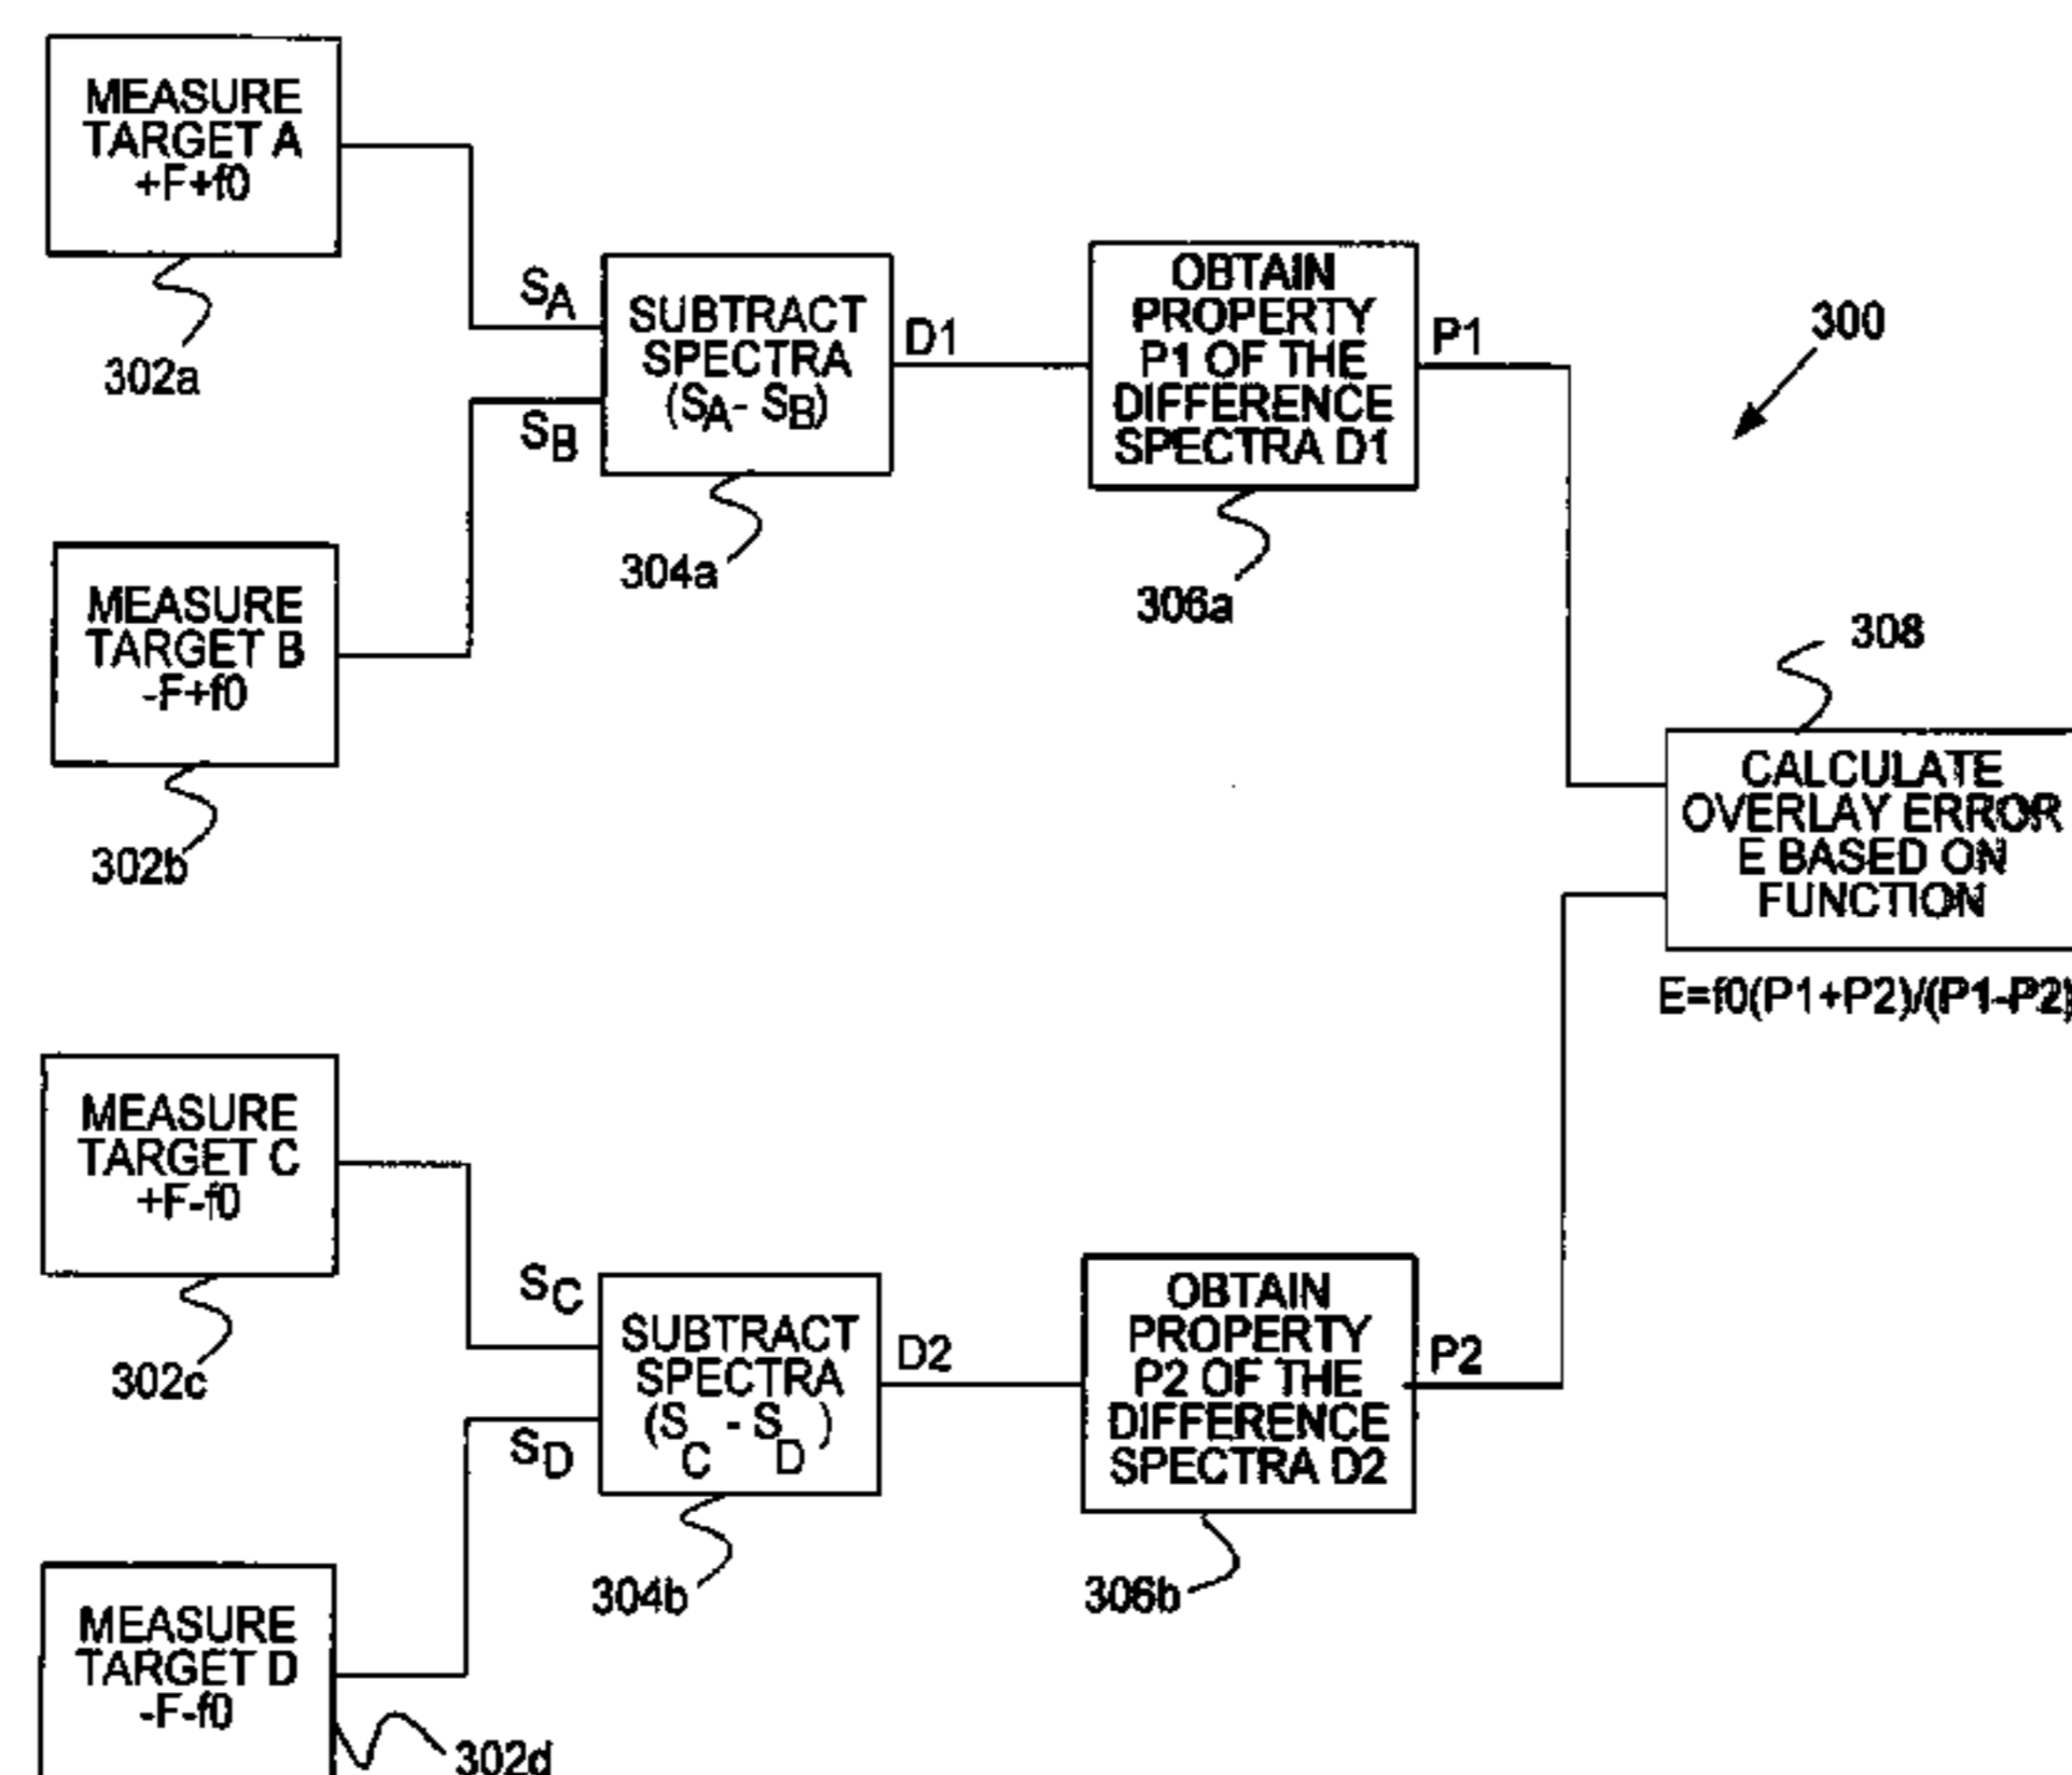 MEASURE
TARGET A
+F+f0
302a
SA
SB
SUBTRACT
SPECTRA
(SA- SB)
304a
D1
OBTAIN
PROPERTY
P1 OF THE
DIFFERENCE
SPECTRA D1
306a
P1
300
MEASURE
TARGET B
-F+f0
302b
308
CALCULATE
OVERLAY ERROR
E BASED ON
FUNCTION
E=f0(P1+P2)/(P1-P2)
MEASURE
TARGET C
+F-f0
302c
SC
SD
SUBTRACT
SPECTRA
(SC - SD)
304b
D2
OBTAIN
PROPERTY
P2 OF THE
DIFFERENCE
SPECTRA D2
306b
P2
MEASURE
TARGET D
-F-f0
302d